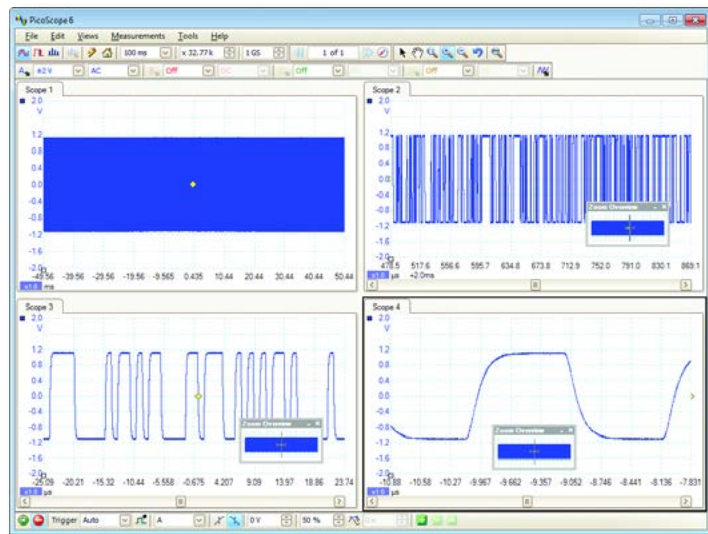 PicoScope 6
File Edit Views Measurements Tools Help
100 ms x 32.77 k 1 GS 1 of 1
A ±2 V AC Off DC Off Off
Scope 1
2.0
V
1.2
0.8
0.4
0.0
-0.4
-0.8
-1.2
-1.6
-2.0
-49.56 -39.56 -29.56 -19.56 -9.565 0.435 10.44 20.44 30.44 40.44 50.44
x1.0 ms
Scope 2
2.0
V
1.2
0.8
0.4
0.0
-0.4
-0.8
-1.2
-1.6
-2.0
Zoom Overview
478.5 517.6 556.6 595.7 634.8 673.8 712.9 752.0 791.0 830.1 869.1
x1.0 µs +2.0ms
Scope 3
2.0
V
1.2
0.8
0.4
0.0
-0.4
-0.8
-1.2
-1.6
-2.0
Zoom Overview
-25.09 -20.21 -15.32 -10.44 -5.558 -0.675 4.207 9.09 13.97 18.86 23.74
x1.0 µs
Scope 4
2.0
V
1.2
0.8
0.4
0.0
-0.4
-0.8
-1.2
-1.6
-2.0
Zoom Overview
-10.88 -10.58 -10.27 -9.967 -9.662 -9.357 -9.052 -8.746 -8.441 -8.136 -7.831
x1.0 µs
Trigger Auto A 0 V 50 %